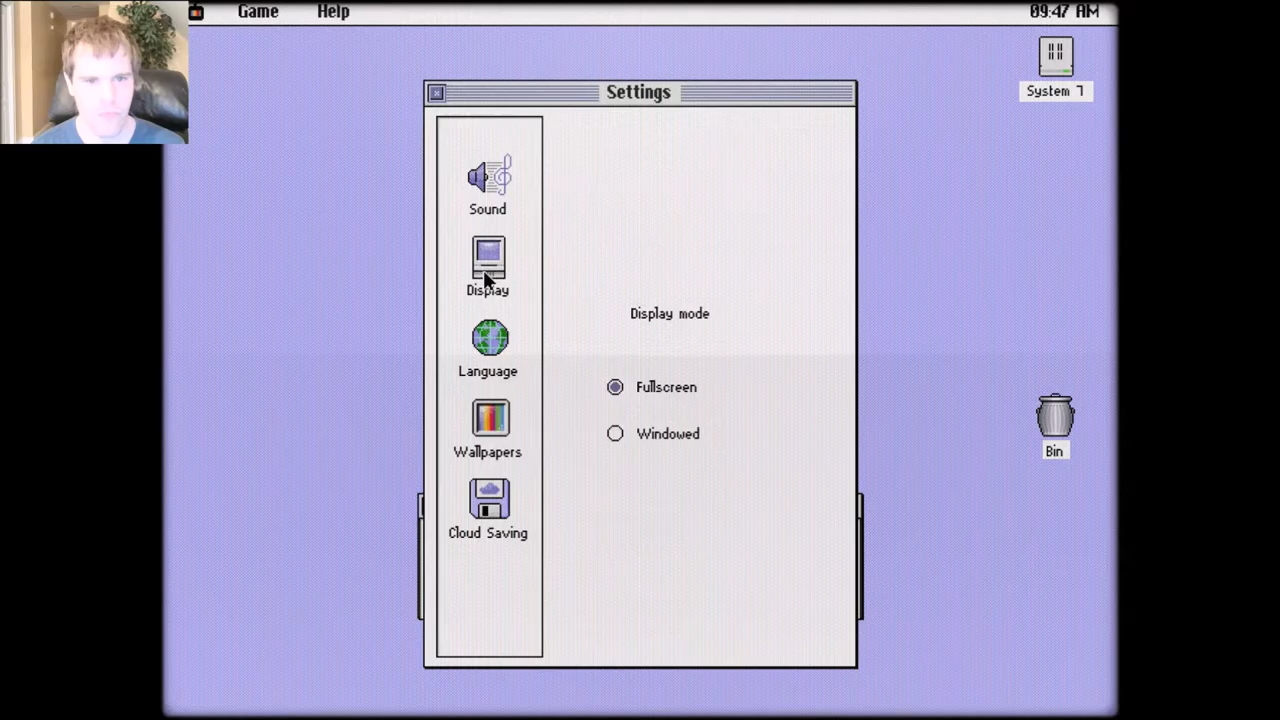 Game Help 09:47 AM
System 7
Settings
Sound
Display
Display mode
Language
Fullscreen
Windowed
Wallpapers
Bin
Cloud Saving